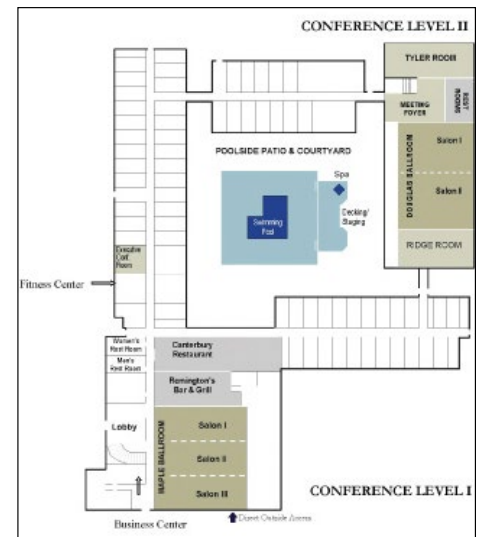 CONFERENCE LEVEL II
TYLER ROOM
MEETING
FOYER
REST
ROOMS
POOLSIDE PATIO & COURTYARD
DOUGLAS BALLROOM
Salon I
Salon II
Spa
Swimming
Pool
Decking/
Staging
RIDGE ROOM
Executive
Conf.
Room
Fitness Center
Women's
Rest Room
Men's
Rest Room
Canterbury
Restaurant
Remington's
Bar & Grill
Lobby
MAPLE BALLROOM
Salon I
Salon II
Salon III
CONFERENCE LEVEL I
Business Center
Direct Outside Access